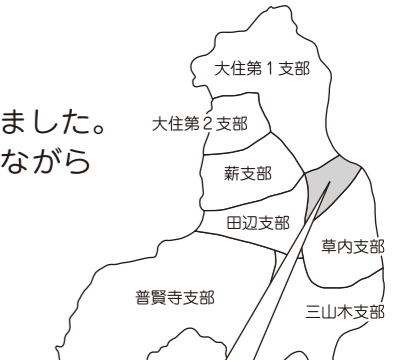 ました。
ながら
大住第１支部
大住第２支部
薪支部
田辺支部
草内支部
普賢寺支部
三山木支部